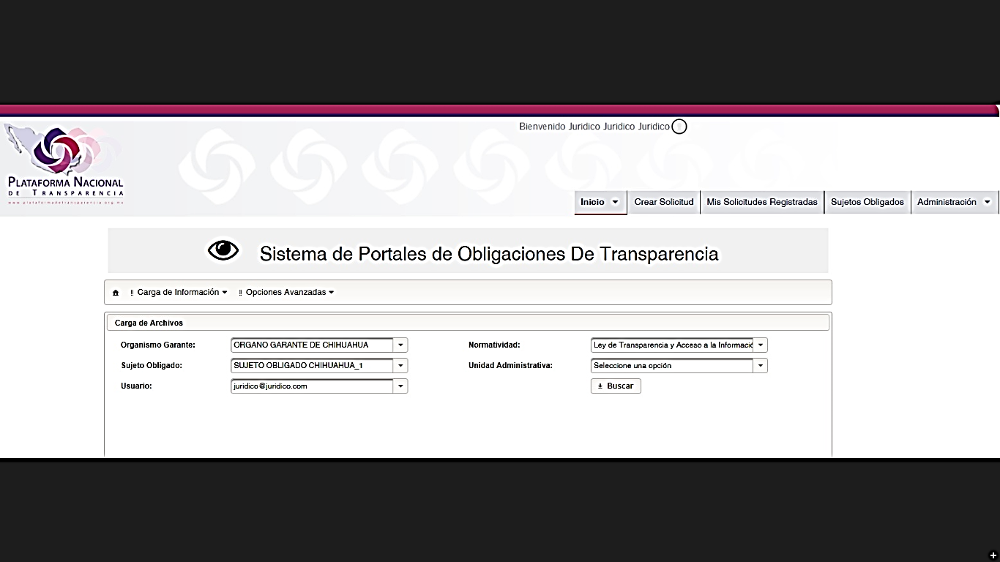 Bienvenido Juridico Juridico Juridico
PLATAFORMA NACIONAL
DE TRANSPARENCIA
www.plataformadetransparencia.org.mx
Inicio Crear Solicitud Mis Solicitudes Registradas Sujetos Obligados Administración
Sistema de Portales de Obligaciones De Transparencia
Carga de Información Opciones Avanzadas
Carga de Archivos
Organismo Garante: ORGANO GARANTE DE CHIHUAHUA Normatividad: Ley de Transparencia y Acceso a la Informació
Sujeto Obligado: SUJETO OBLIGADO CHIHUAHUA_1 Unidad Administrativa: Seleccione una opción
Usuario: juridico@juridico.com Buscar